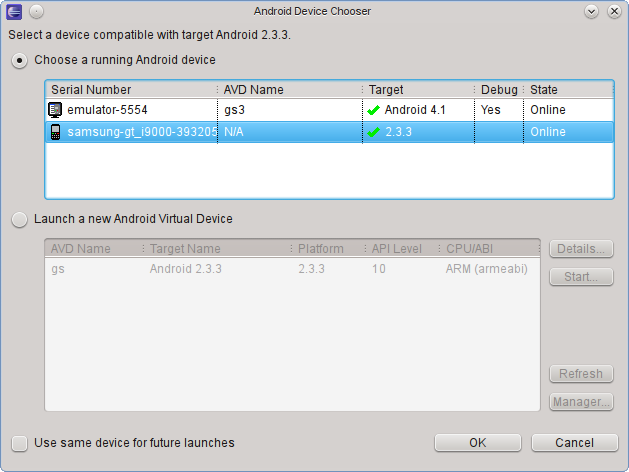 Android Device Chooser
Select a device compatible with target Android 2.3.3.
Choose a running Android device
Serial Number AVD Name Target Debug State
emulator-5554 gs3 Android 4.1 Yes Online
samsung-gt_i9000-393205 N/A 2.3.3 Online
Launch a new Android Virtual Device
AVD Name Target Name Platform API Level CPU/ABI
gs Android 2.3.3 2.3.3 10 ARM (armeabi)
Details...
Start...
Refresh
Manager...
Use same device for future launches
OK Cancel